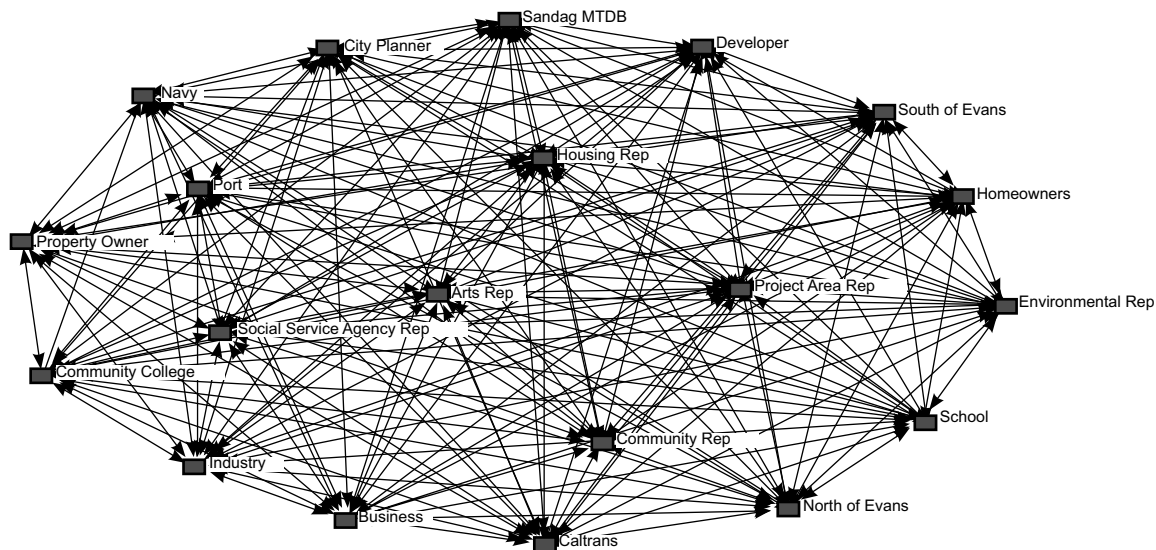 Sandag MTDB
City Planner
Developer
Navy
South of Evans
Housing Rep
Port
Homeowners
Property Owner
Arts Rep
Project Area Rep
Environmental Rep
Social Service Agency Rep
Community College
School
Community Rep
Industry
North of Evans
Business
Caltrans